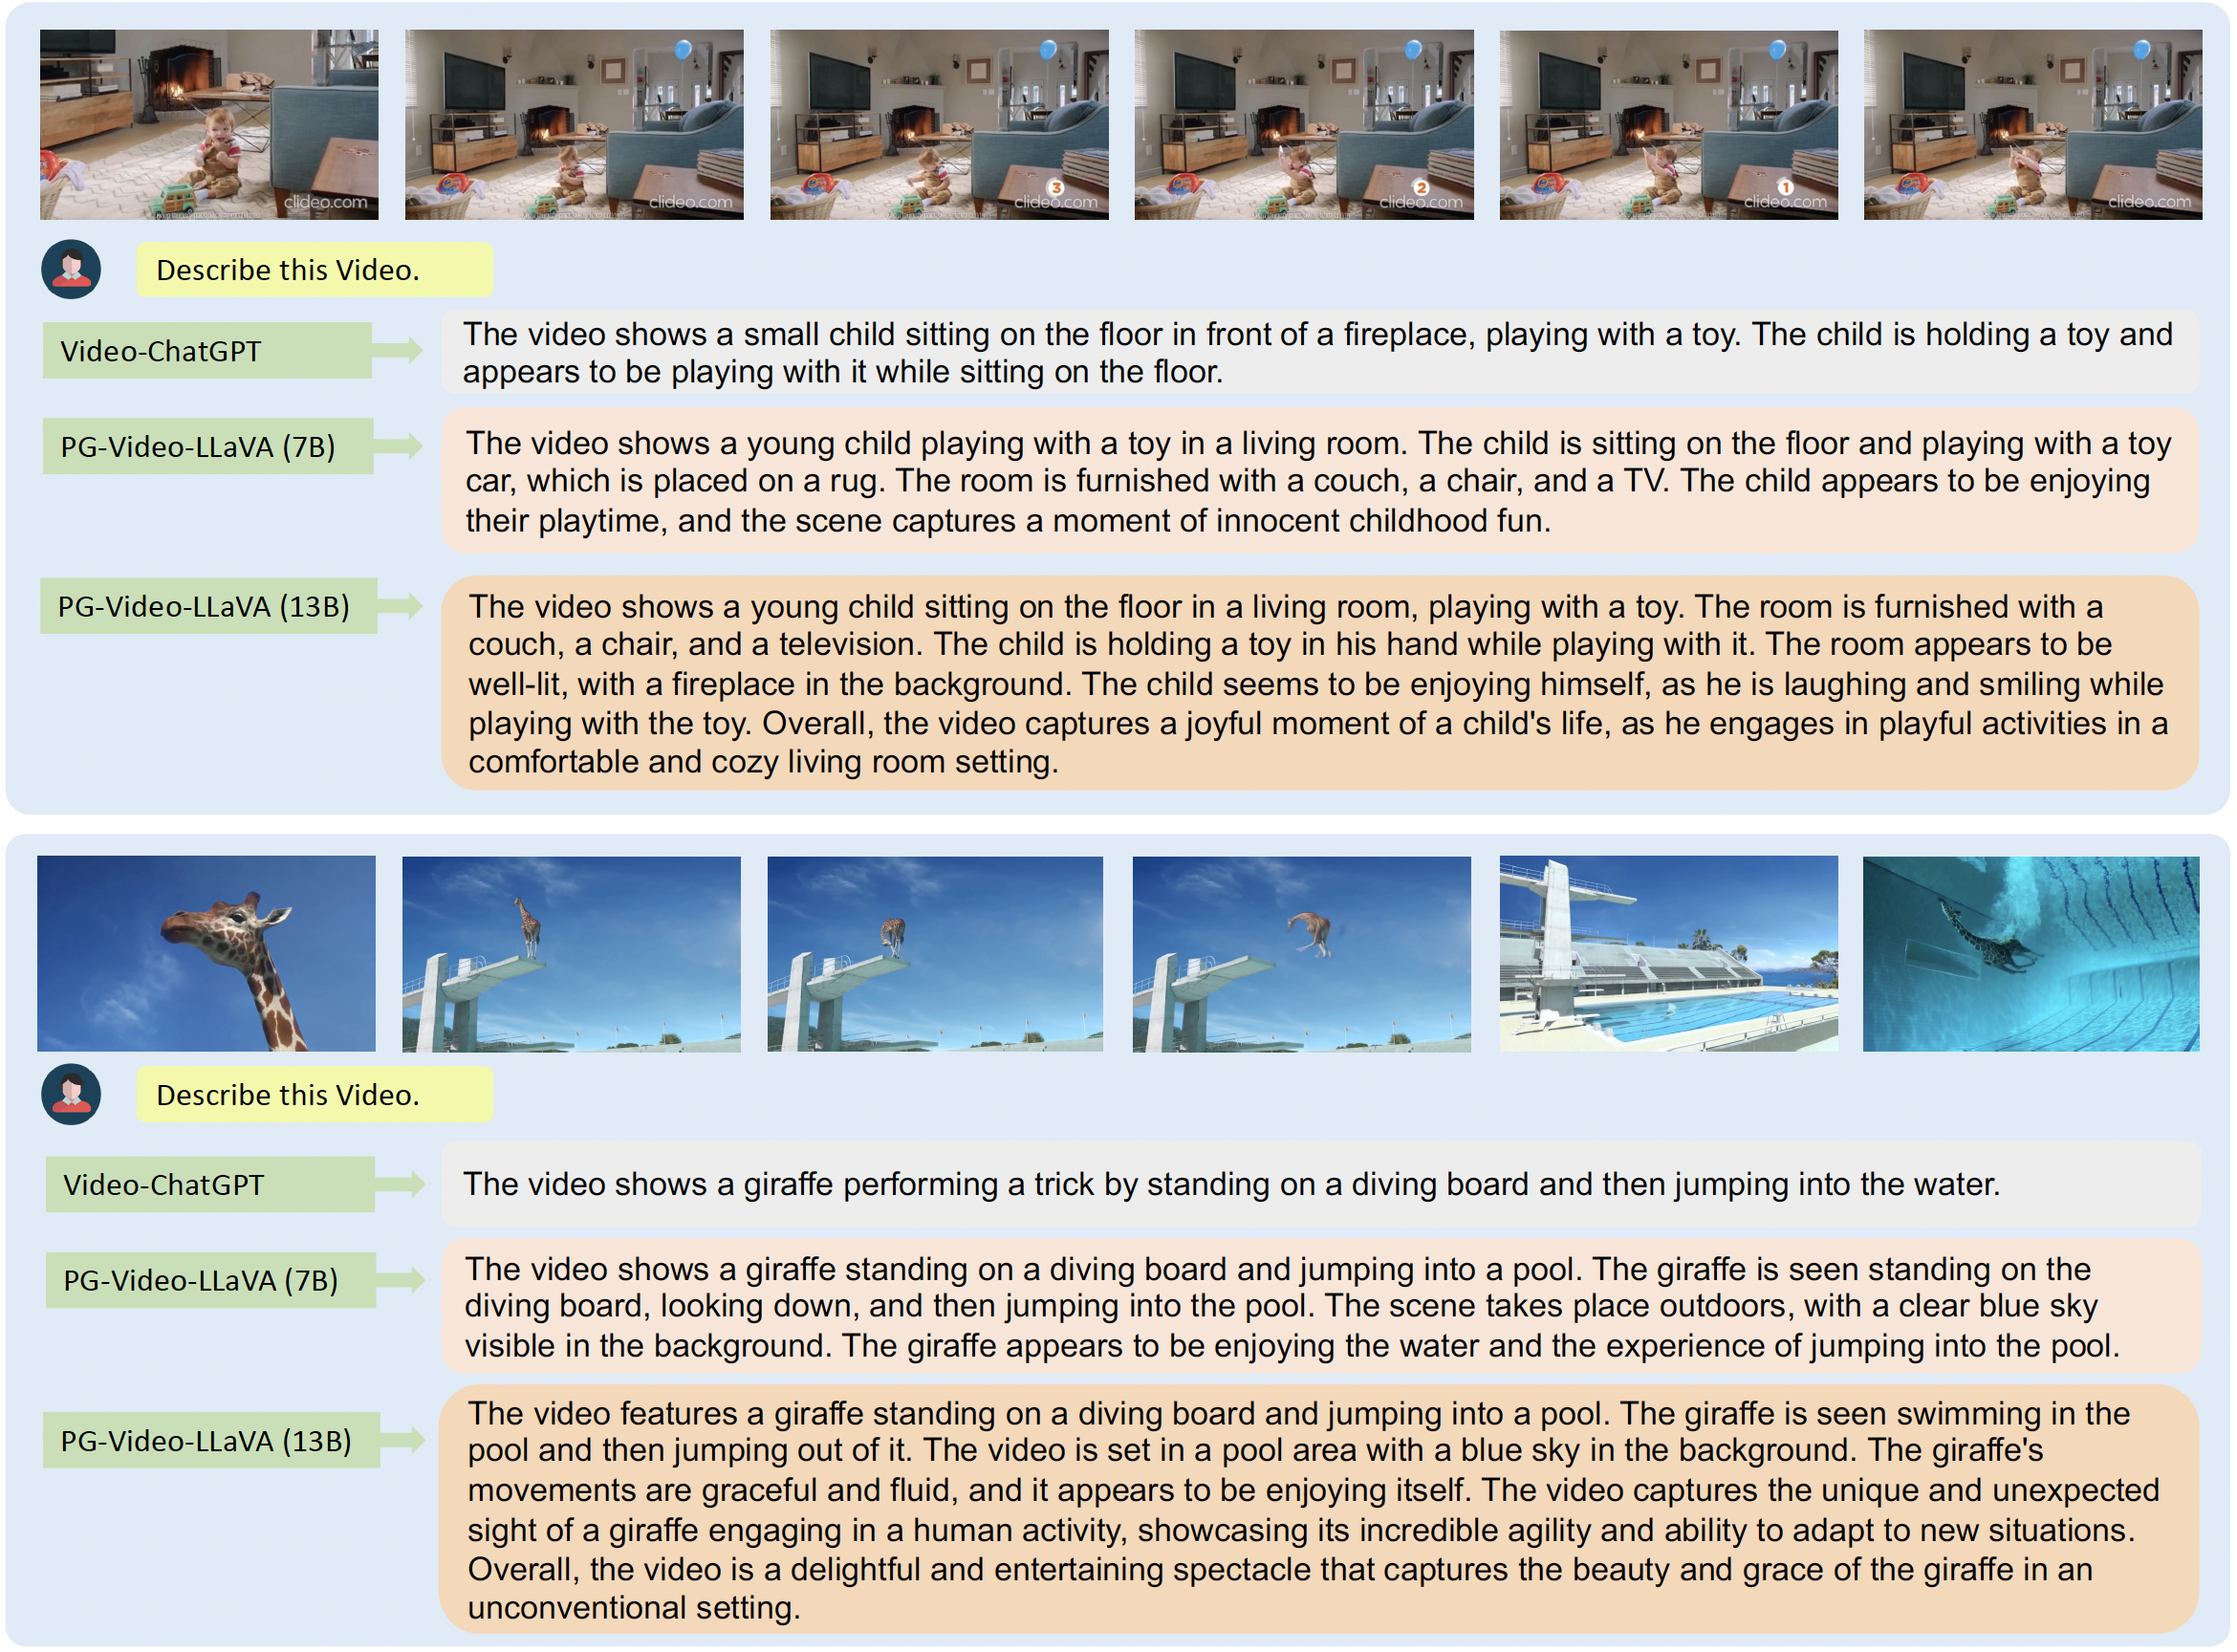 clideo.com
clideo.com
3
clideo.com
2
clideo.com
1
clideo.com
clideo.com
Describe this Video.
Video-ChatGPT
The video shows a small child sitting on the floor in front of a fireplace, playing with a toy. The child is holding a toy and
appears to be playing with it while sitting on the floor.
PG-Video-LLaVA (7B)
The video shows a young child playing with a toy in a living room. The child is sitting on the floor and playing with a toy
car, which is placed on a rug. The room is furnished with a couch, a chair, and a TV. The child appears to be enjoying
their playtime, and the scene captures a moment of innocent childhood fun.
PG-Video-LLaVA (13B)
The video shows a young child sitting on the floor in a living room, playing with a toy. The room is furnished with a
couch, a chair, and a television. The child is holding a toy in his hand while playing with it. The room appears to be
well-lit, with a fireplace in the background. The child seems to be enjoying himself, as he is laughing and smiling while
playing with the toy. Overall, the video captures a joyful moment of a child's life, as he engages in playful activities in a
comfortable and cozy living room setting.
Describe this Video.
Video-ChatGPT
The video shows a giraffe performing a trick by standing on a diving board and then jumping into the water.
PG-Video-LLaVA (7B)
The video shows a giraffe standing on a diving board and jumping into a pool. The giraffe is seen standing on the
diving board, looking down, and then jumping into the pool. The scene takes place outdoors, with a clear blue sky
visible in the background. The giraffe appears to be enjoying the water and the experience of jumping into the pool.
PG-Video-LLaVA (13B)
The video features a giraffe standing on a diving board and jumping into a pool. The giraffe is seen swimming in the
pool and then jumping out of it. The video is set in a pool area with a blue sky in the background. The giraffe's
movements are graceful and fluid, and it appears to be enjoying itself. The video captures the unique and unexpected
sight of a giraffe engaging in a human activity, showcasing its incredible agility and ability to adapt to new situations.
Overall, the video is a delightful and entertaining spectacle that captures the beauty and grace of the giraffe in an
unconventional setting.